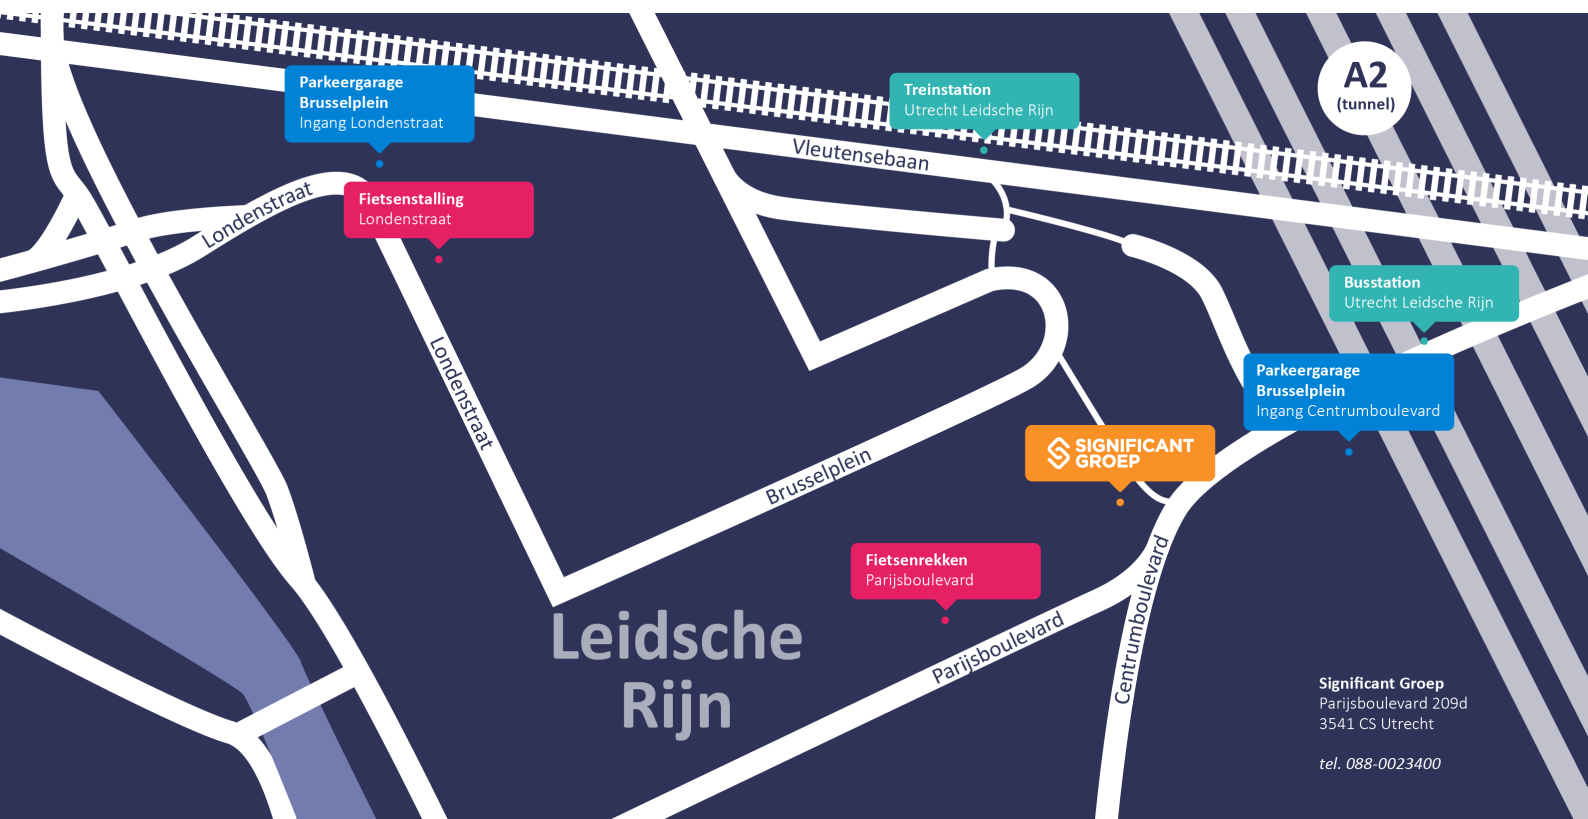 A2
(tunnel)
Parkeergarage
Brusselplein
Ingang Londenstraat
Treinstation
Utrecht Leidsche Rijn
Vleutensebaan
Fietsenstalling
Londenstraat
Londenstraat
Busstation
Utrecht Leidsche Rijn
Londenstraat
Parkeergarage
Brusselplein
Ingang Centrumboulevard
SIGNIFICANT
GROEP
Brusselplein
Fietsenrekken
Parijsboulevard
Centrumboulevard
Parijsboulevard
Leidsche
Rijn
Significant Groep
Parijsboulevard 209d
3541 CS Utrecht
tel. 088-0023400